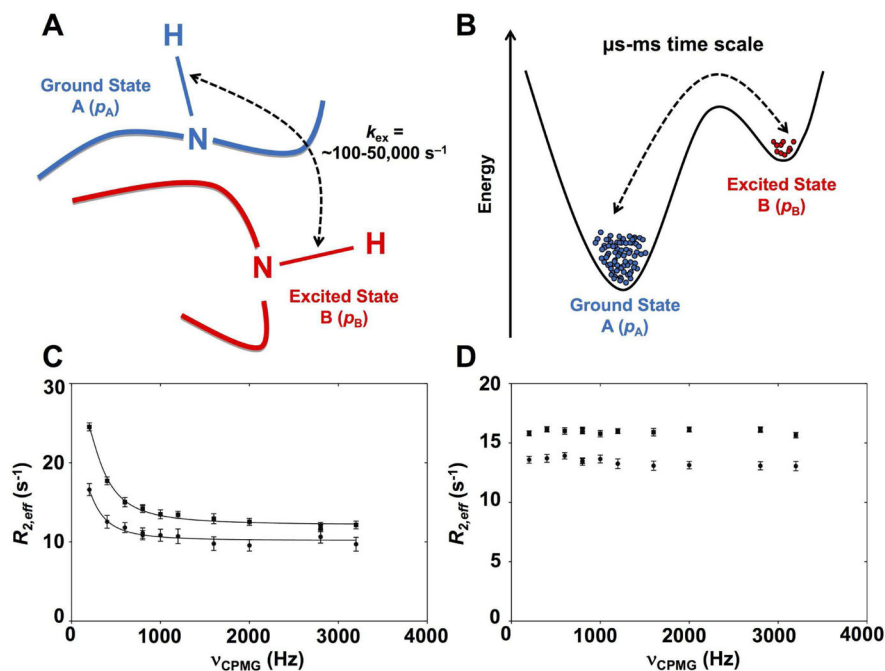 A
H
Ground State
A (pA)
N
kex =
~100-50,000 s–1
N
H
Excited State
B (pB)
B
µs-ms time scale
Energy
Excited State
B (pB)
Ground State
A (pA)
C
R2,eff (s-1)
30
20
10
0
0 1000 2000 3000 4000
νCPMG (Hz)
D
R2,eff (s-1)
20
15
10
5
0
0 1000 2000 3000 4000
νCPMG (Hz)